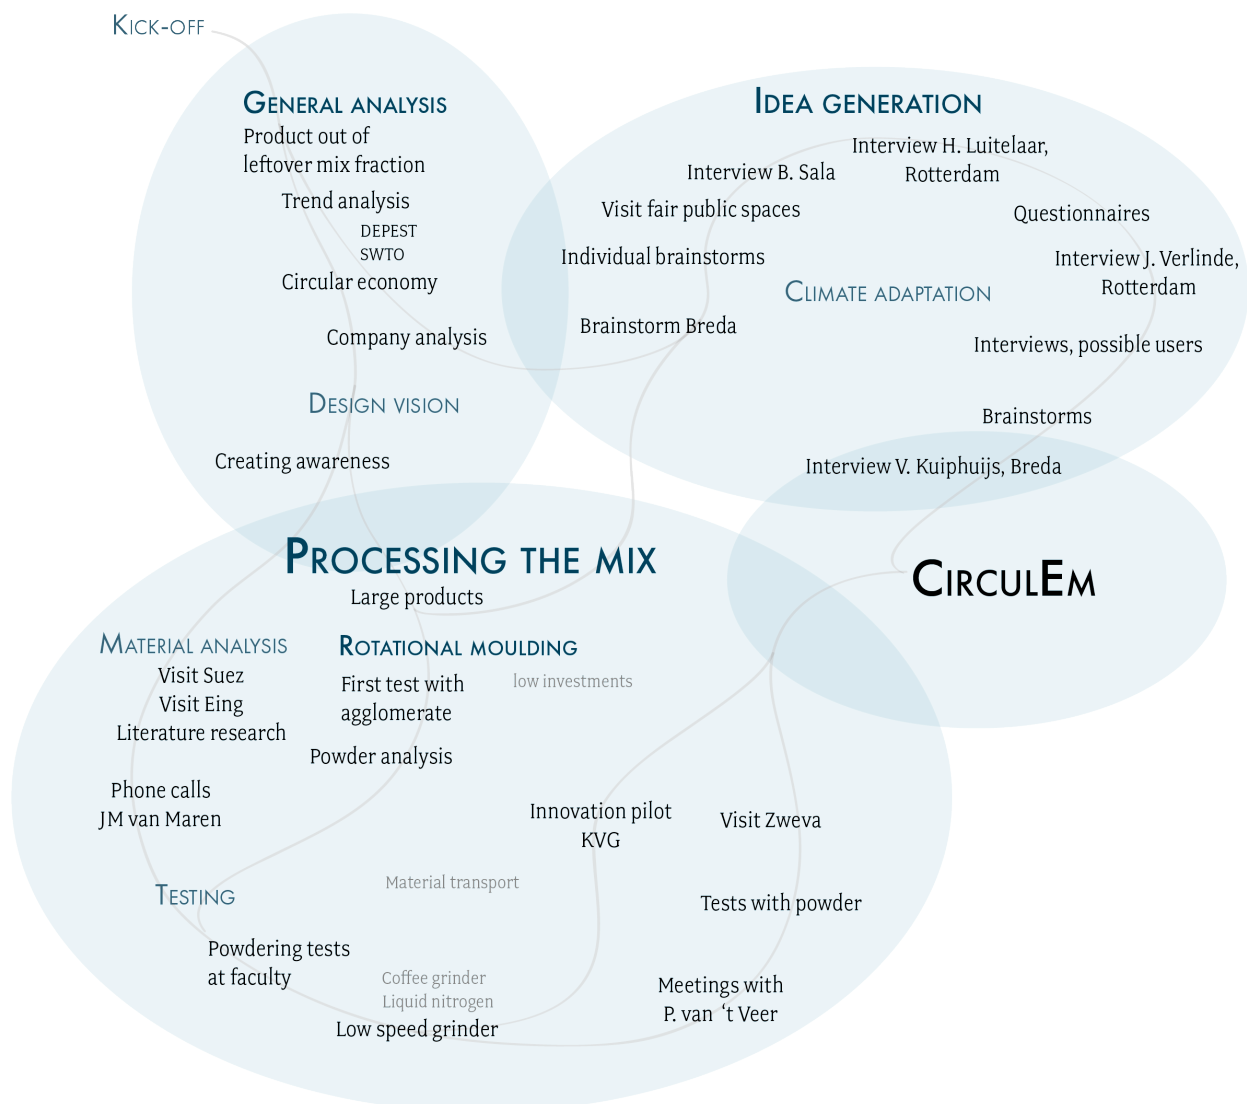 Kick-off
General analysis
Product out of
leftover mix fraction
Trend analysis
DEPEST
SWTO
Circular economy
Company analysis
Design vision
Creating awareness
Idea generation
Interview H. Luitelaar,
Rotterdam
Interview B. Sala
Visit fair public spaces
Questionnaires
Individual brainstorms
Interview J. Verlinde,
Rotterdam
Climate adaptation
Brainstorm Breda
Interviews, possible users
Brainstorms
Interview V. Kuiphuijs, Breda
CirculEm
Processing the mix
Large products
Material analysis
Visit Suez
Visit Eing
Literature research
Phone calls
JM van Maren
Rotational moulding
First test with
agglomerate
low investments
Powder analysis
Innovation pilot
KVG
Visit Zweva
Testing
Material transport
Tests with powder
Powdering tests
at faculty
Coffee grinder
Liquid nitrogen
Low speed grinder
Meetings with
P. van ‘t Veer